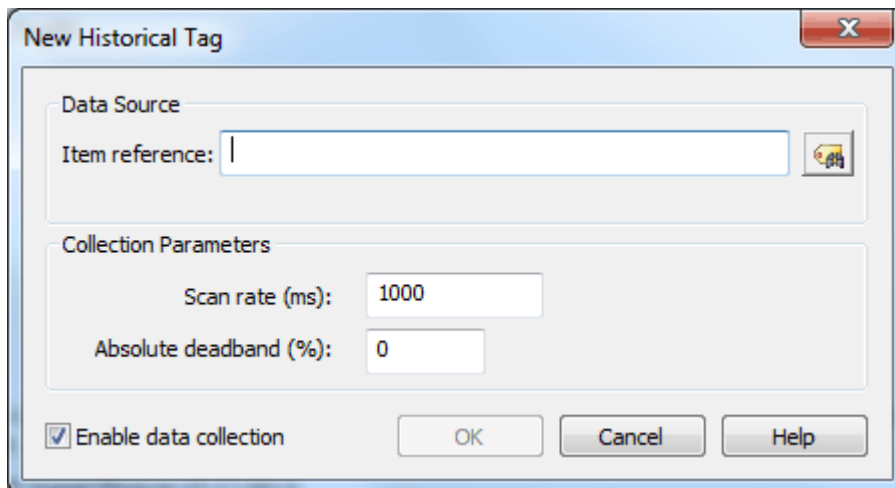 New Historical Tag
Data Source
Item reference:
Collection Parameters
Scan rate (ms): 1000
Absolute deadband (%): 0
Enable data collection OK Cancel Help